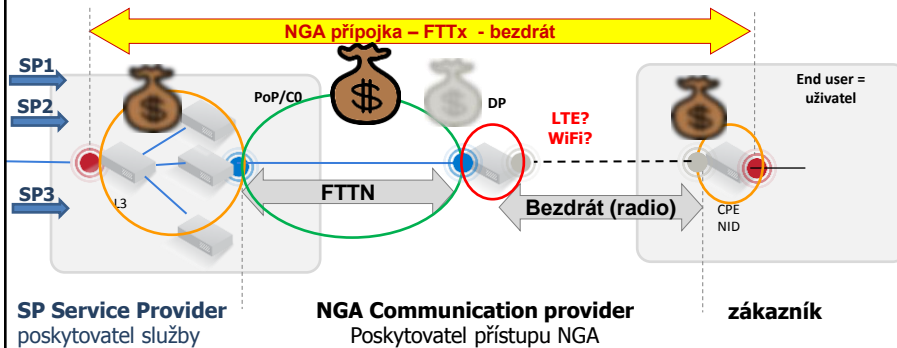 NGA přípojka – FTTx - bezdrát
SP1
SP2
SP3
PoP/C0
DP
LTE?
WiFi?
End user =
uživatel
L3
FTTN
Bezdrát (radio)
CPE
NID
SP Service Provider
poskytovatel služby
NGA Communication provider
Poskytovatel přístupu NGA
zákazník